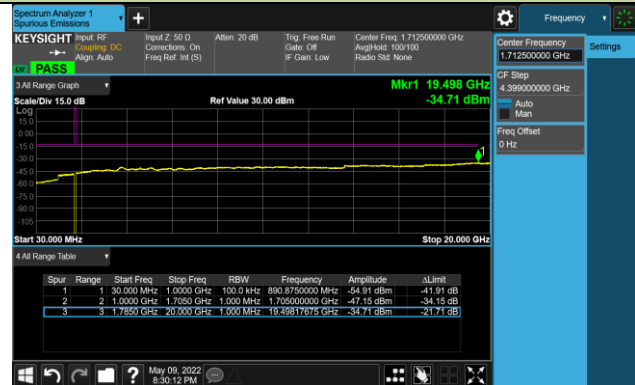 Spectrum Analyzer 1
Spurious Emissions
+
Frequency
KEYSIGHT
Input: RF
Coupling: DC
Align: Auto
Input Z: 50 Ω
Corrections: On
Freq Ref: Int (S)
Atten: 20 dB
Trig: Free Run
Gate: Off
IF Gain: Low
Center Freq: 1.712500000 GHz
Avg|Hold: 100/100
Radio Std: None
PASS
Center Frequency
1.712500000 GHz
Settings
CF Step
4.399000000 GHz
Auto
Man
Freq Offset
0 Hz
3 All Range Graph
Mkr1 19.498 GHz
Scale/Div 15.0 dB
Ref Value 30.00 dBm
-34.71 dBm
Log
15.0
0.00
-15.0
-30.0
-45.0
-60.0
-75.0
-90.0
-105
1
Start 30.000 MHz
Stop 20.000 GHz
4 All Range Table
Spur Range Start Freq Stop Freq RBW Frequency Amplitude ΔLimit
1 1 30.000 MHz 1.0000 GHz 100.0 kHz 890.8750000 MHz -54.91 dBm -41.91 dB
2 2 1.0000 GHz 1.7050 GHz 1.000 MHz 1.705000000 GHz -47.15 dBm -34.15 dB
3 3 1.7850 GHz 20.000 GHz 1.000 MHz 19.49817675 GHz -34.71 dBm -21.71 dB
?
May 09, 2022
8:30:12 PM